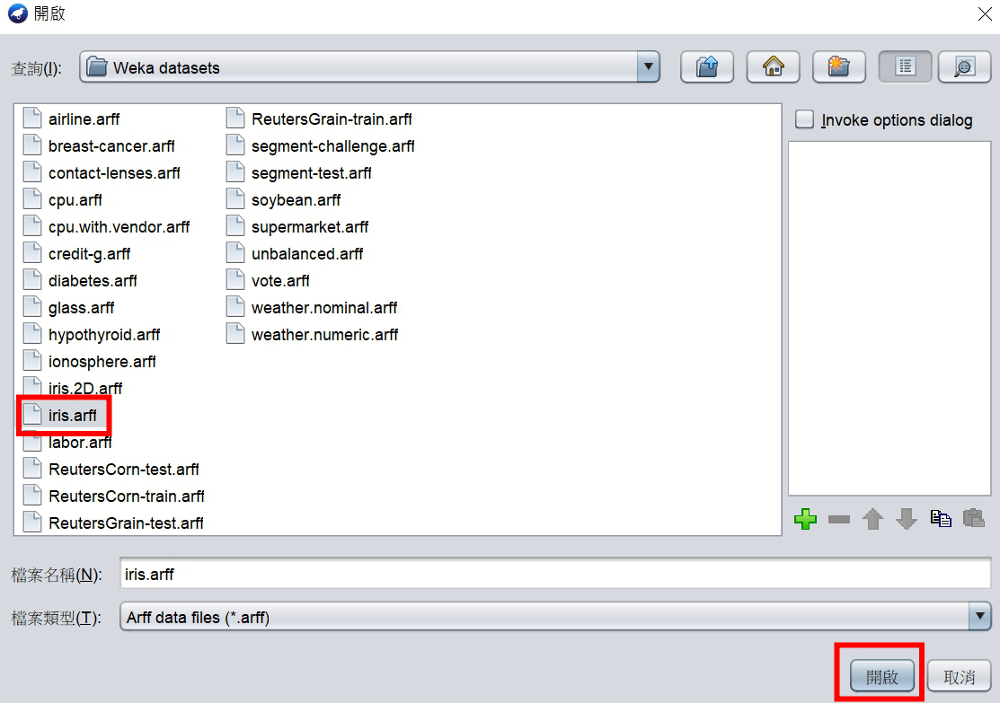 開啟
查詢(I):
Weka datasets
Invoke options dialog
airline.arff
breast-cancer.arff
contact-lenses.arff
cpu.arff
cpu.with.vendor.arff
credit-g.arff
diabetes.arff
glass.arff
hypothyroid.arff
ionosphere.arff
iris.2D.arff
iris.arff
labor.arff
ReutersCorn-test.arff
ReutersCorn-train.arff
ReutersGrain-test.arff
ReutersGrain-train.arff
segment-challenge.arff
segment-test.arff
soybean.arff
supermarket.arff
unbalanced.arff
vote.arff
weather.nominal.arff
weather.numeric.arff
檔案名稱(N):
iris.arff
檔案類型(T):
Arff data files (*.arff)
開啟
取消